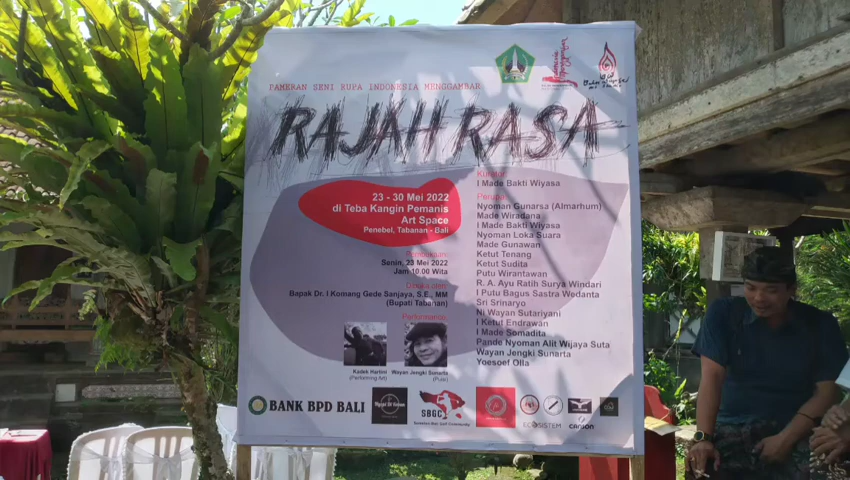 PAMERAN SENI RUPA INDONESIA MENGGAMBAR
RAJAH RASA
23 - 30 Mei 2022
di Teba Kangin Pemanis
Art Space
Penebel, Tabanan - Bali
Pembukaan:
Senin, 23 Mei 2022
Jam 10.00 Wita
Dibuka oleh:
Bapak Dr. I Komang Gede Sanjaya, S.E., MM
(Bupati Tabanan)
Performance:
Kadek Hartini
(Performing Art)
Wayan Jengki Sunarta
(Puisi)
Kurator:
I Made Bakti Wiyasa
Perupa:
Nyoman Gunarsa (Almarhum)
Made Wiradana
I Made Bakti Wiyasa
Nyoman Loka Suara
Made Gunawan
Ketut Tenang
Ketut Sudita
Putu Wirantawan
R. A. Ayu Ratih Surya Windari
I Putu Bagus Sastra Wedanta
Sri Srinaryo
Ni Wayan Sutariyani
I Ketut Endrawan
I Made Somadita
Pande Nyoman Alit Wijaya Suta
Wayan Jengki Sunarta
Yoesoef Olla
BANK BPD BALI
SBGC
ECOSISTEM
CANION